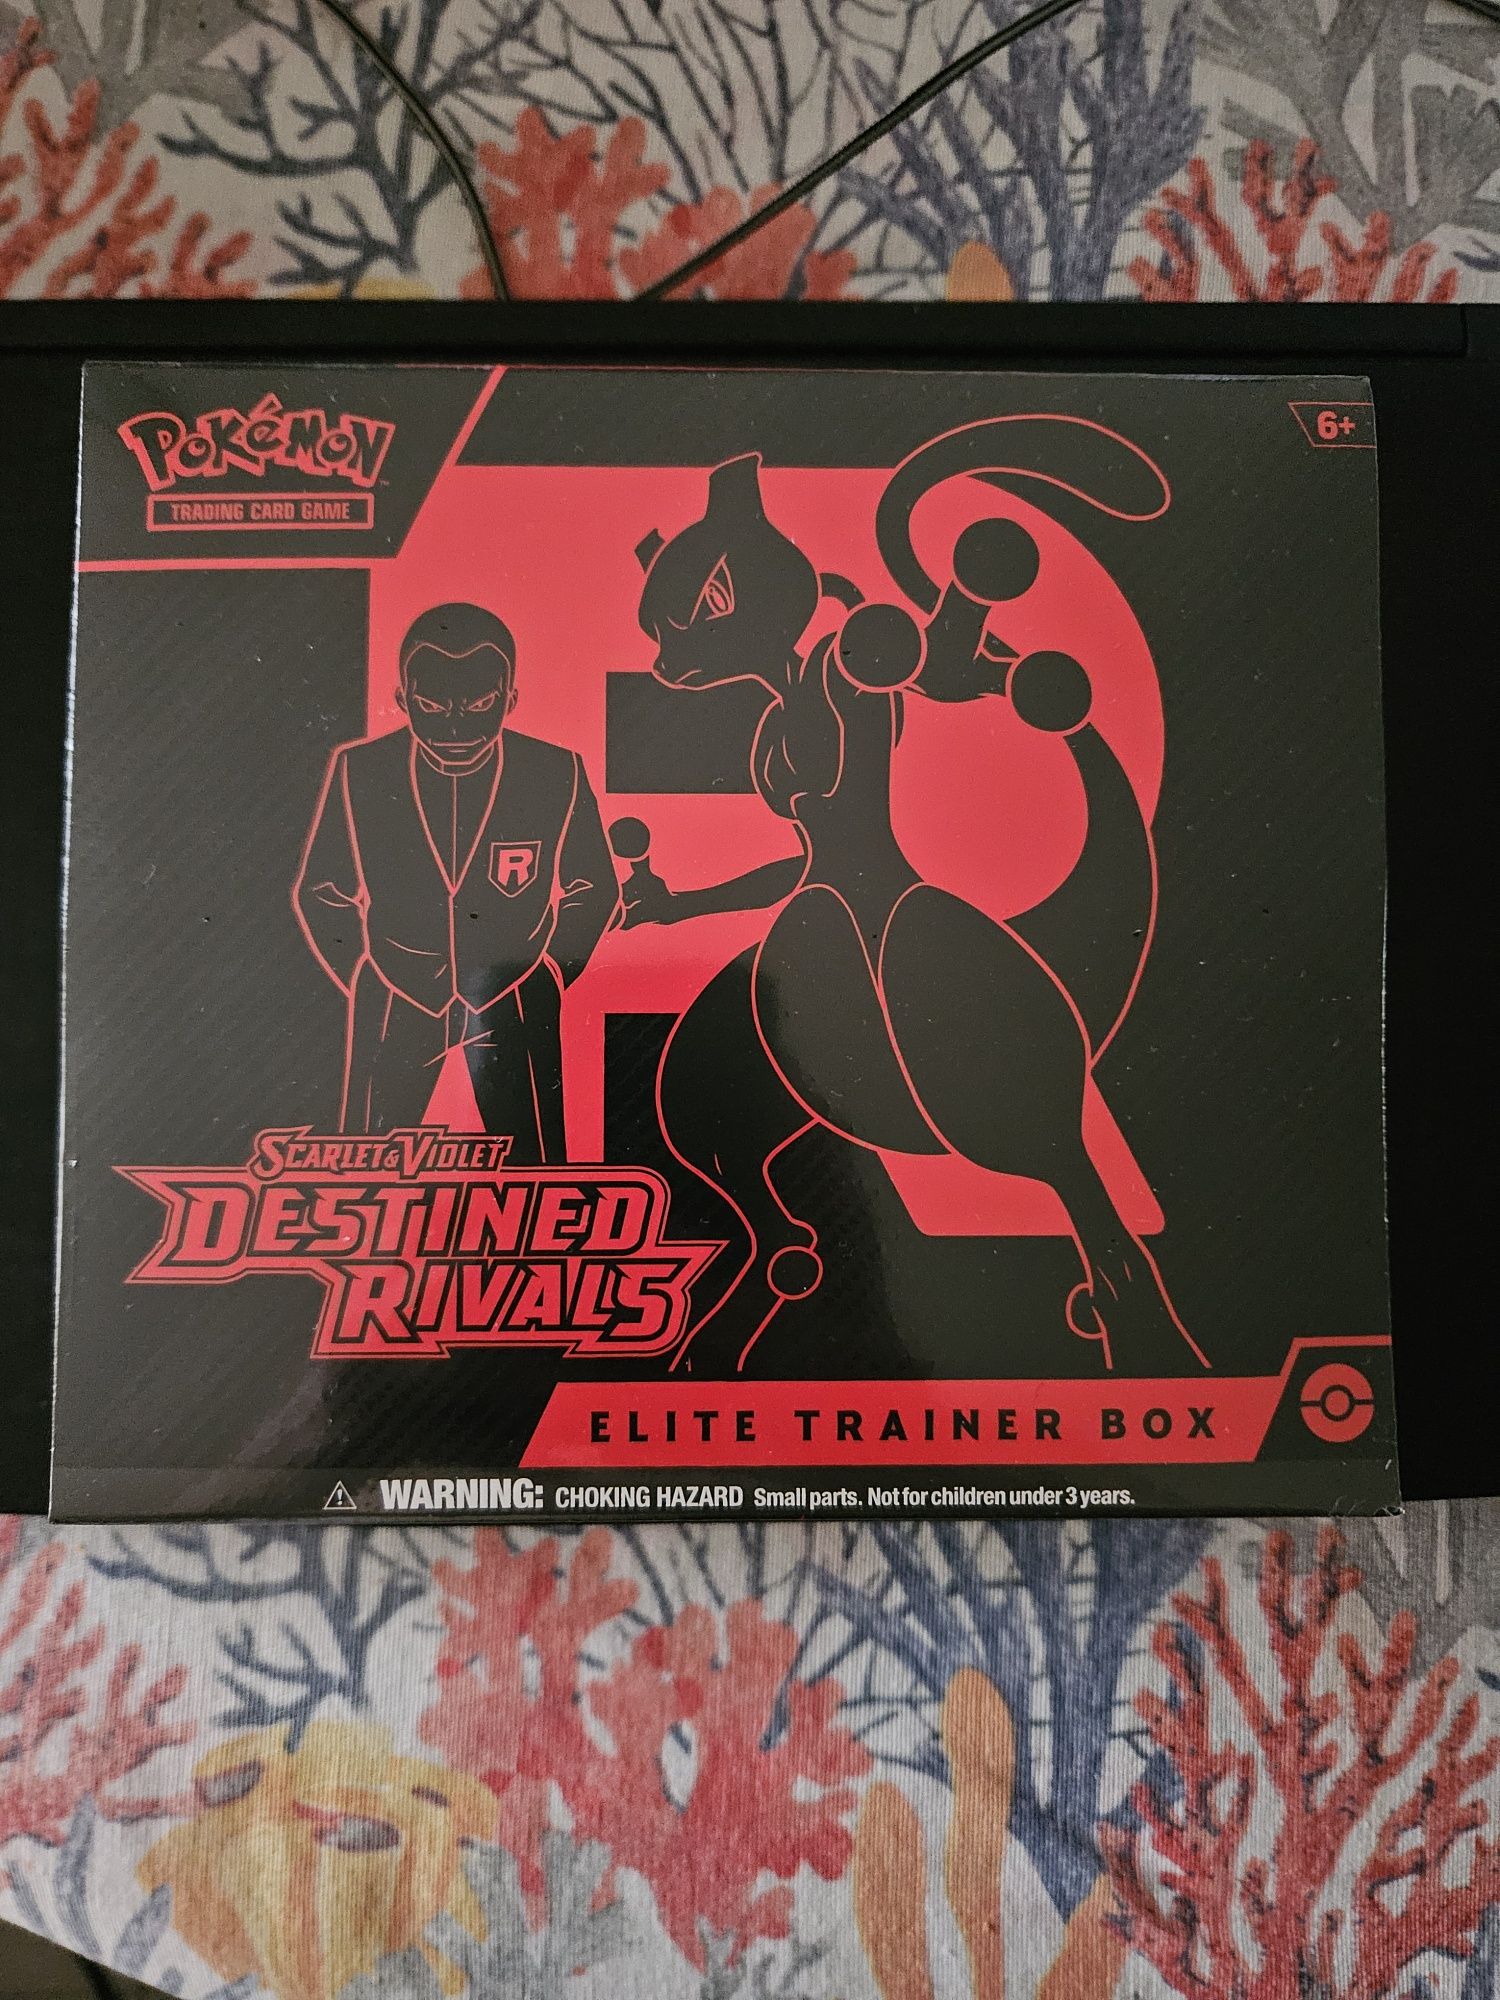 POKéMON
TRADING CARD GAME
6+
R
SCARLET & VIOLET
DESTINED
RIVALS
ELITE TRAINER BOX
WARNING: CHOKING HAZARD Small parts. Not for children under 3 years.